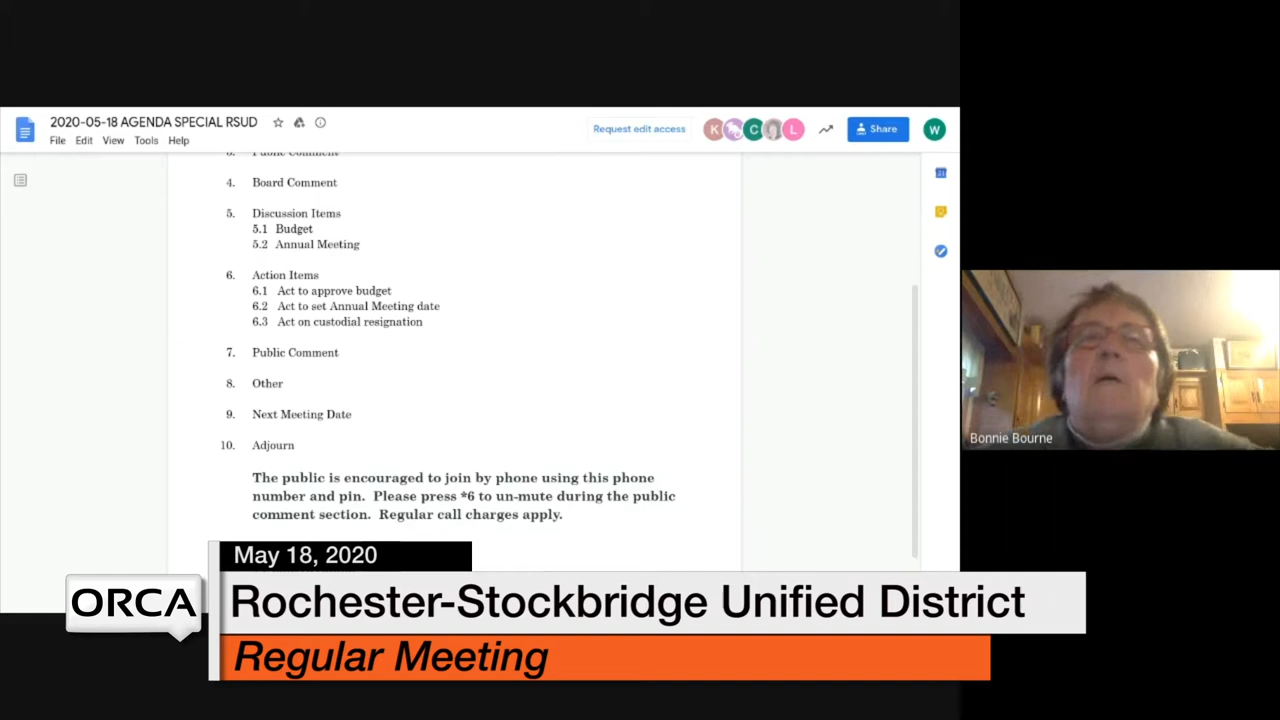 2020-05-18 AGENDA SPECIAL RSUD
File Edit View Tools Help
Request edit access
K C L
Share
W
3. Public Comment
4. Board Comment
5. Discussion Items
5.1 Budget
5.2 Annual Meeting
6. Action Items
6.1 Act to approve budget
6.2 Act to set Annual Meeting date
6.3 Act on custodial resignation
7. Public Comment
8. Other
9. Next Meeting Date
10. Adjourn
The public is encouraged to join by phone using this phone
number and pin. Please press *6 to un-mute during the public
comment section. Regular call charges apply.
Bonnie Bourne
May 18, 2020
ORCA
Rochester-Stockbridge Unified District
Regular Meeting